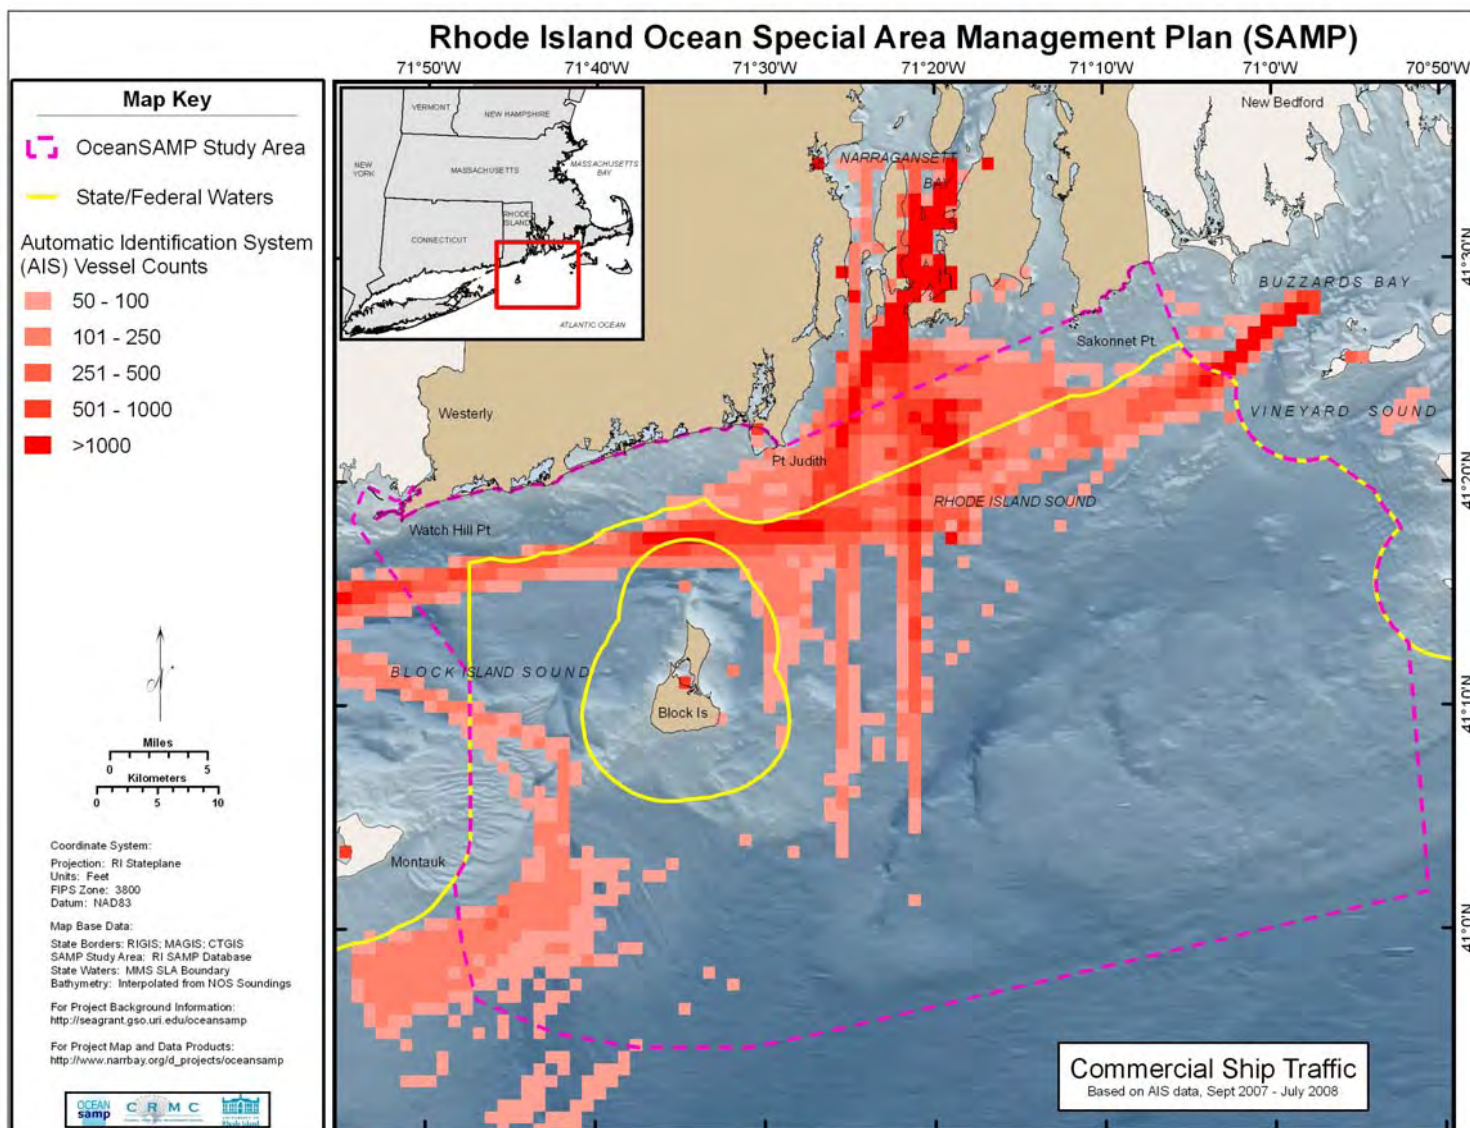 Rhode Island Ocean Special Area Management Plan (SAMP)
71°50'W
71°40'W
71°30'W
71°20'W
71°10'W
71°0'W
70°50'W
Map Key
OceanSAMP Study Area
State/Federal Waters
Automatic Identification System
(AIS) Vessel Counts
50 - 100
101 - 250
251 - 500
501 - 1000
>1000
Miles
0 5
Kilometers
0 5 10
Coordinate System:
Projection: RI Stateplane
Units: Feet
FIPS Zone: 3800
Datum: NAD83
Map Base Data:
State Borders: RIGIS; MAGIS; CTGIS
SAMP Study Area: RI SAMP Database
State Waters: MMS SLA Boundary
Bathymetry: Interpolated from NOS Soundings
For Project Background Information:
http://seagrant.gso.uri.edu/oceansamp
For Project Map and Data Products:
http://www.narrbay.org/d_projects/oceansamp
OCEAN
samp
CRMC
VERMONT
NEW HAMPSHIRE
NEW
YORK
MASSACHUSETTS
MASSACHUSETTS
BAY
CONNECTICUT
RHODE
ISLAND
ATLANTIC OCEAN
New Bedford
NARRAGANSETT
BAY
BUZZARDS BAY
Sakonnet Pt.
VINEYARD SOUND
Westerly
Pt Judith
RHODE ISLAND SOUND
Watch Hill Pt.
BLOCK ISLAND SOUND
Block Is
Montauk
41°30'N
41°20'N
41°10'N
41°0'N
Commercial Ship Traffic
Based on AIS data, Sept 2007 - July 2008